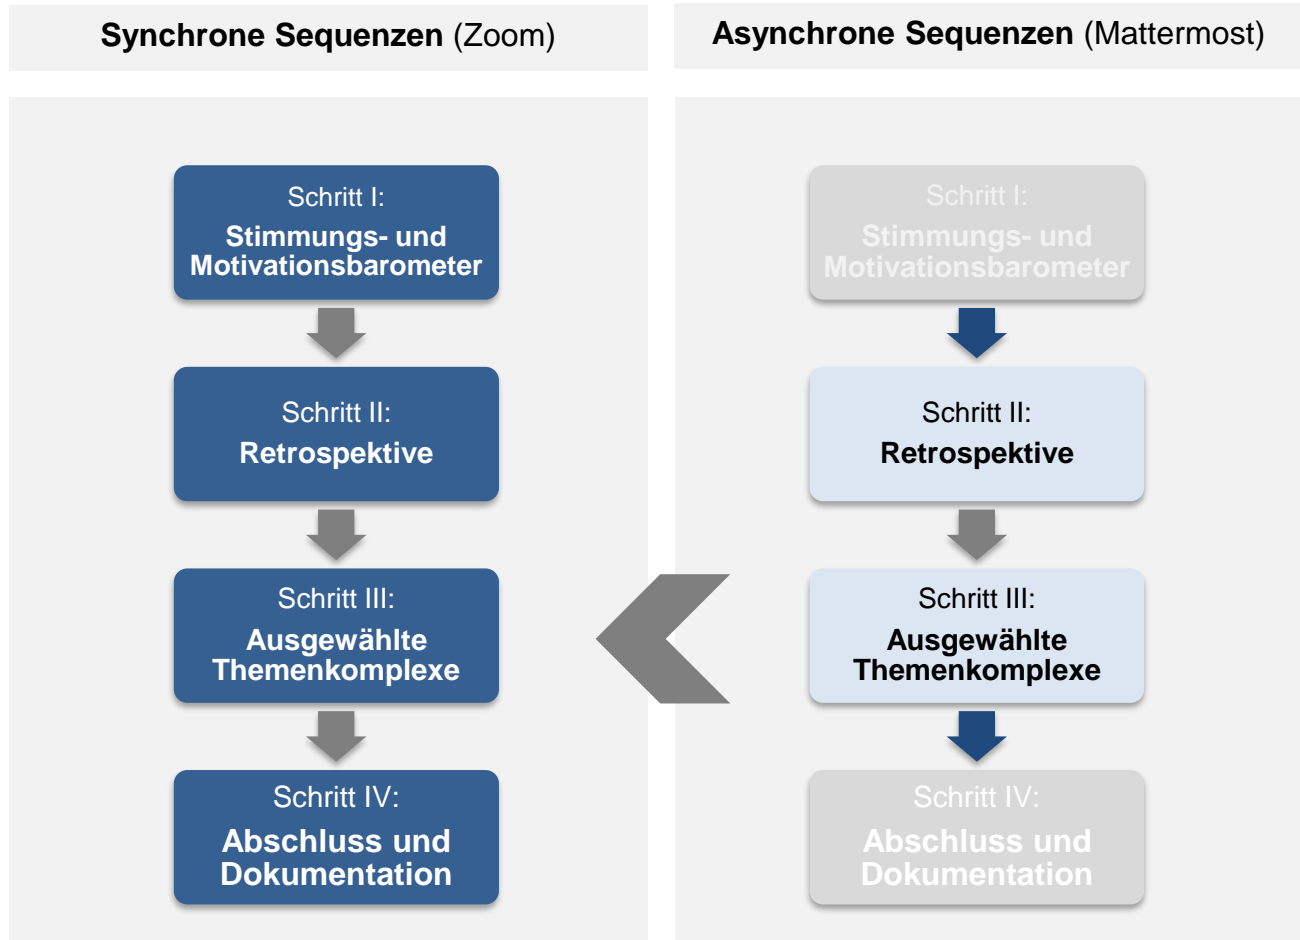 Synchrone Sequenzen (Zoom)
Schritt I:
Stimmungs- und
Motivationsbarometer
Schritt II:
Retrospektive
Schritt III:
Ausgewählte
Themenkomplexe
Schritt IV:
Abschluss und
Dokumentation
Asynchrone Sequenzen (Mattermost)
Schritt I:
Stimmungs- und
Motivationsbarometer
Schritt II:
Retrospektive
Schritt III:
Ausgewählte
Themenkomplexe
Schritt IV:
Abschluss und
Dokumentation